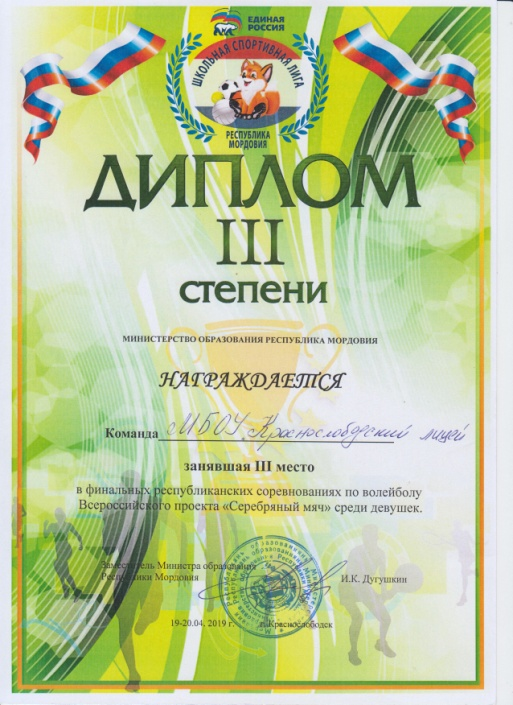 ЕДИНАЯ
РОССИЯ
ШКОЛЬНАЯ СПОРТИВНАЯ ЛИГА
РЕСПУБЛИКА
МОРДОВИЯ
ДИПЛОМ
III
степени
МИНИСТЕРСТВО ОБРАЗОВАНИЯ РЕСПУБЛИКА МОРДОВИЯ
НАГРАЖДАЕТСЯ
Команда МБОУ Краснослободский лицей
занявшая III место
в финальных республиканских соревнованиях по волейболу
Всероссийского проекта «Серебряный мяч» среди девушек.
Заместитель Министра образования
Республики Мордовия И.К. Дугушкин
19-20.04, 2019 г. г.Краснослободск